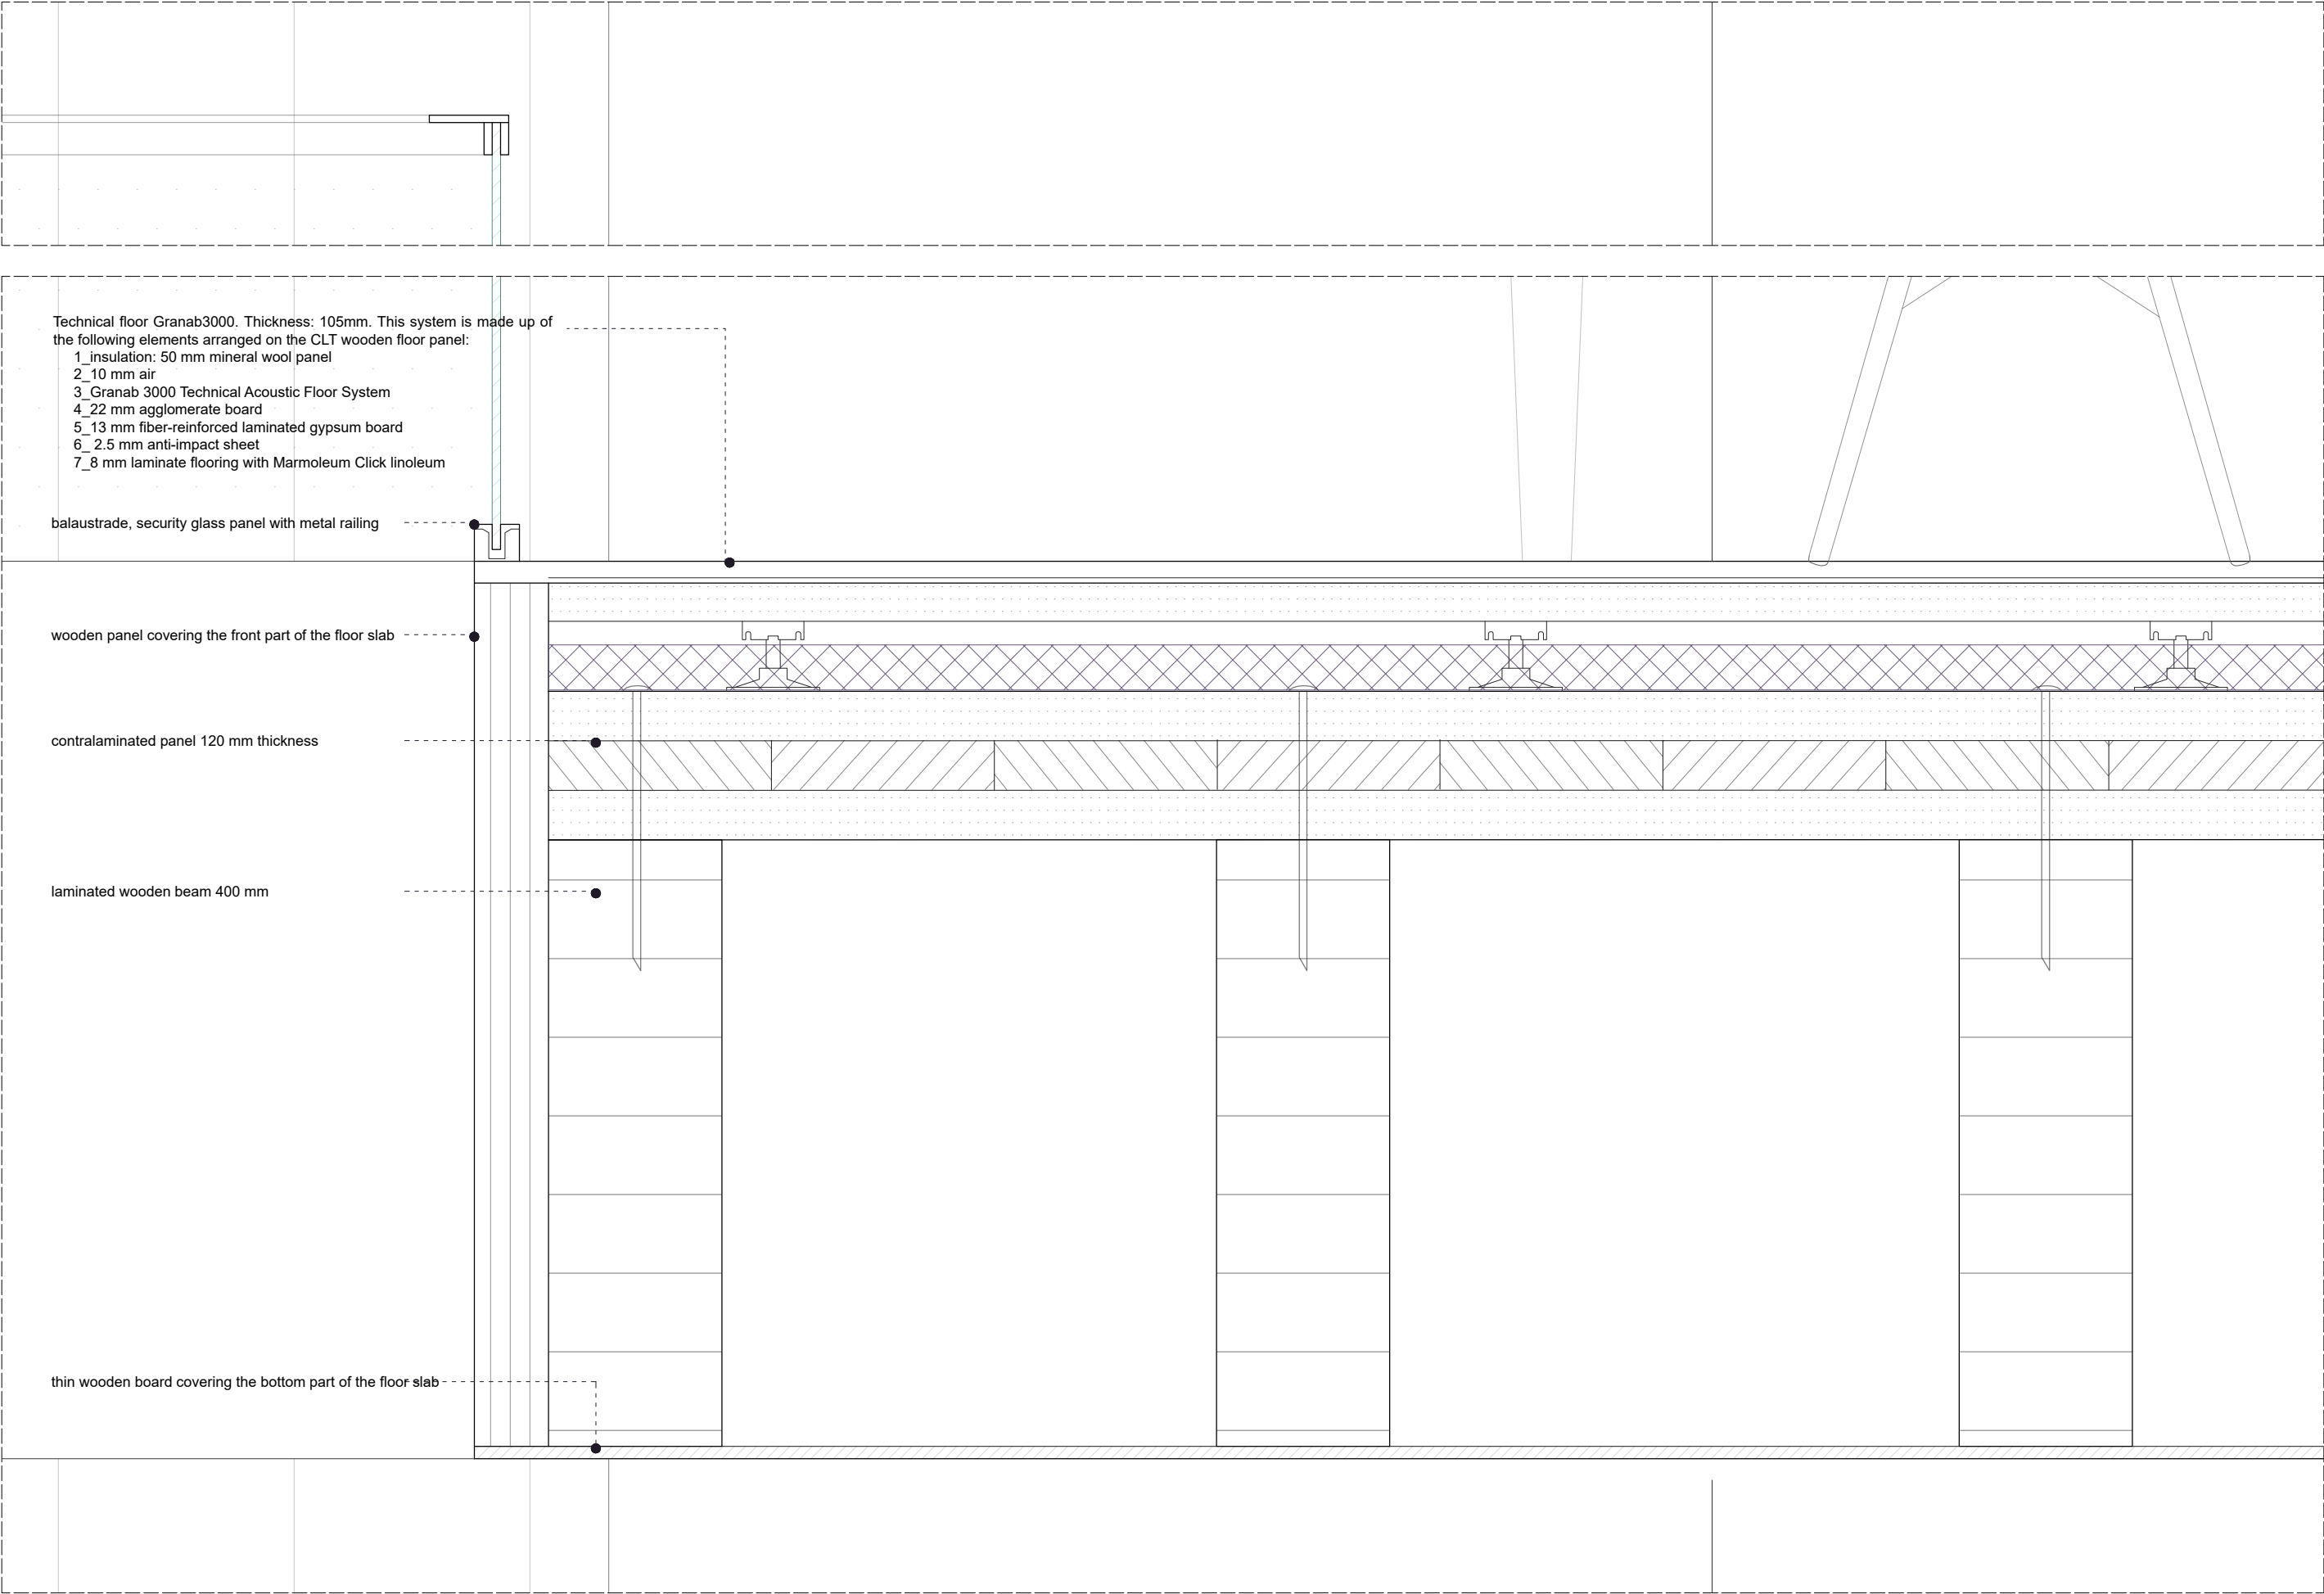 Technical floor Granab3000. Thickness: 105mm. This system is made up of
the following elements arranged on the CLT wooden floor panel:
1_insulation: 50 mm mineral wool panel
2_10 mm air
3_Granab 3000 Technical Acoustic Floor System
4_22 mm agglomerate board
5_13 mm fiber-reinforced laminated gypsum board
6_ 2.5 mm anti-impact sheet
7_8 mm laminate flooring with Marmoleum Click linoleum
balaustrade, security glass panel with metal railing
wooden panel covering the front part of the floor slab
contralaminated panel 120 mm thickness
laminated wooden beam 400 mm
thin wooden board covering the bottom part of the floor slab